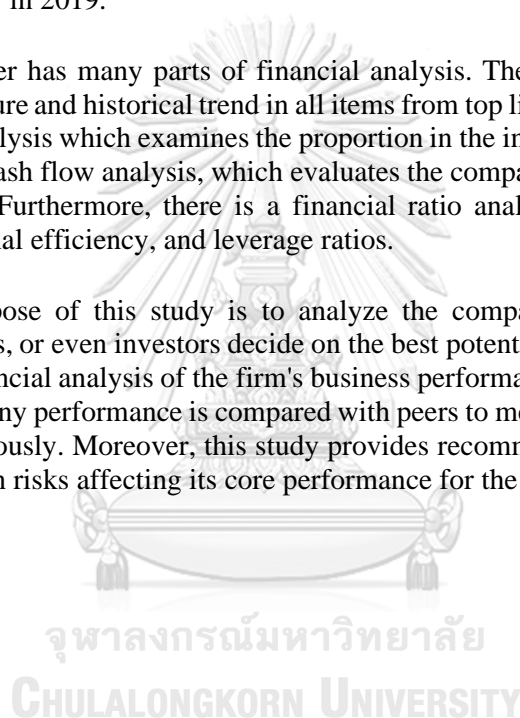 in 2019.
er has many parts of financial analysis. The
ure and historical trend in all items from top li
alysis which examines the proportion in the in
ash flow analysis, which evaluates the compa
Furthermore, there is a financial ratio anal
nal efficiency, and leverage ratios.
pose of this study is to analyze the compa
s, or even investors decide on the best potent
ncial analysis of the firm's business performa
ny performance is compared with peers to me
ously. Moreover, this study provides recomm
n risks affecting its core performance for the
จุฬาลงกรณ์มหาวิทยาลัย
CHULALONGKORN UNIVERSITY